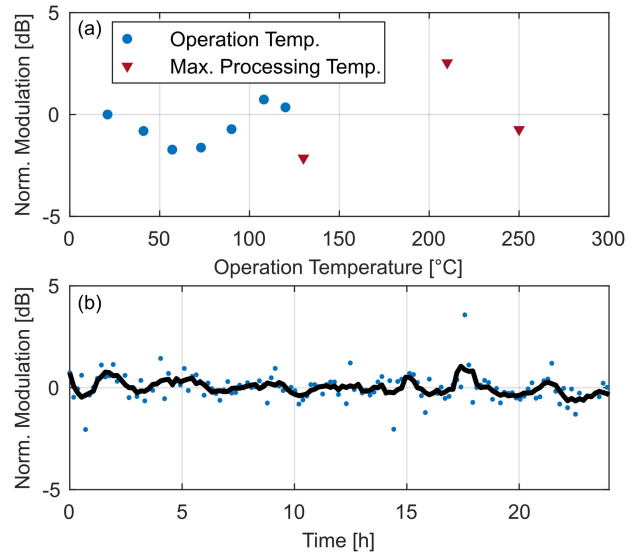 5
(a)
Operation Temp.
Max. Processing Temp.
Norm. Modulation [dB]
0
-5
0 50 100 150 200 250 300
Operation Temperature [°C]
5
(b)
Norm. Modulation [dB]
0
-5
0 5 10 15 20
Time [h]